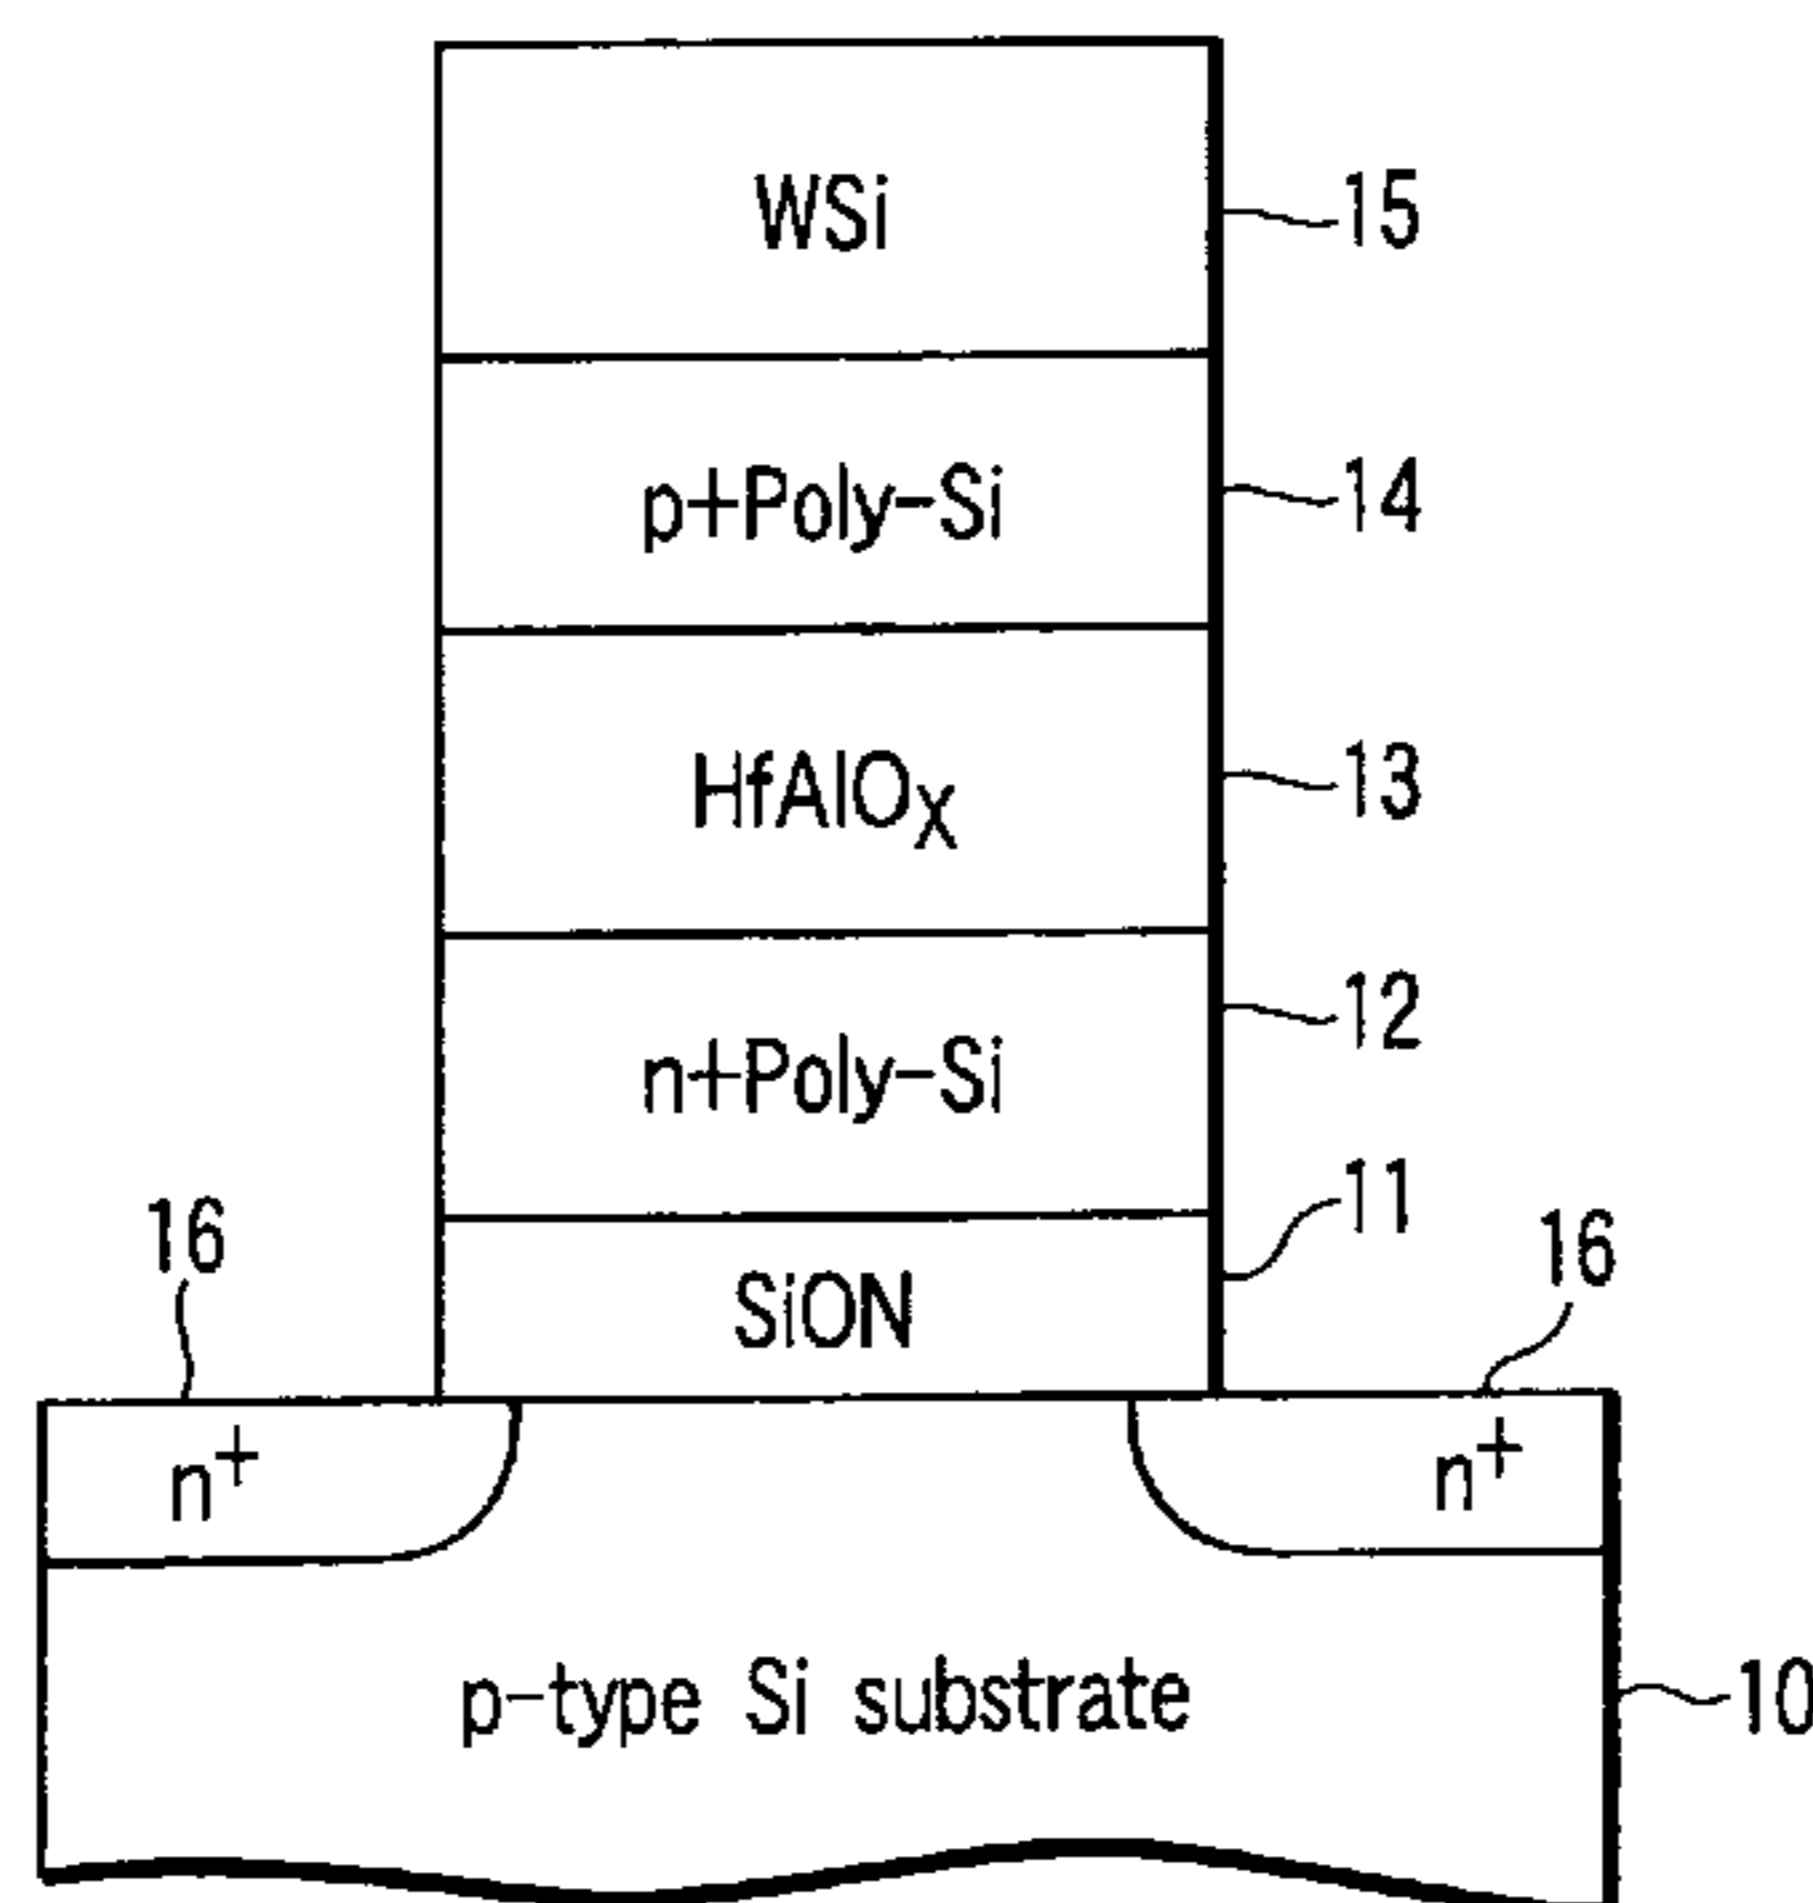 WSi
15
p+Poly-Si
14
HfAlOX
13
12
n+Poly-Si
11
16
16
SiON
n+
n+
p-type Si substrate
10